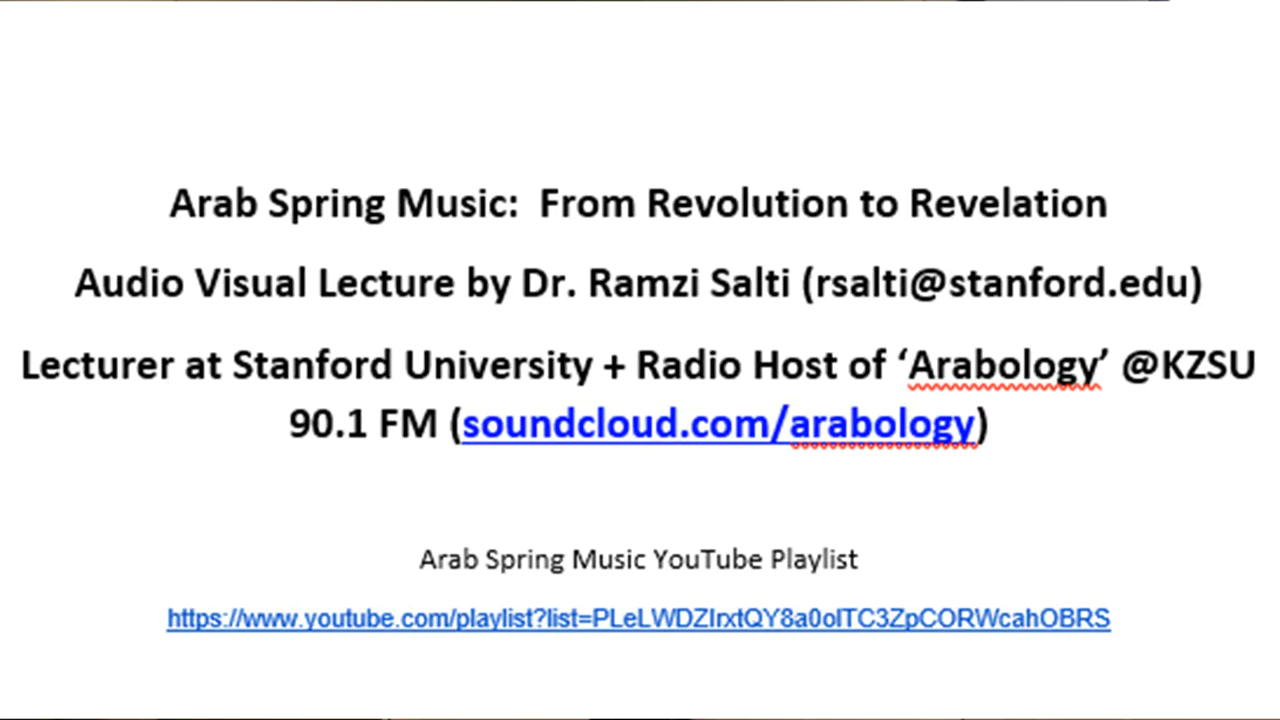 Arab Spring Music:  From Revolution to Revelation
Audio Visual Lecture by Dr. Ramzi Salti (rsalti@stanford.edu)
Lecturer at Stanford University + Radio Host of ‘Arabology’ @KZSU
90.1 FM (soundcloud.com/arabology)
Arab Spring Music YouTube Playlist
https://www.youtube.com/playlist?list=PLeLWDZIrxtQY8a0olTC3ZpCORWcahOBRS